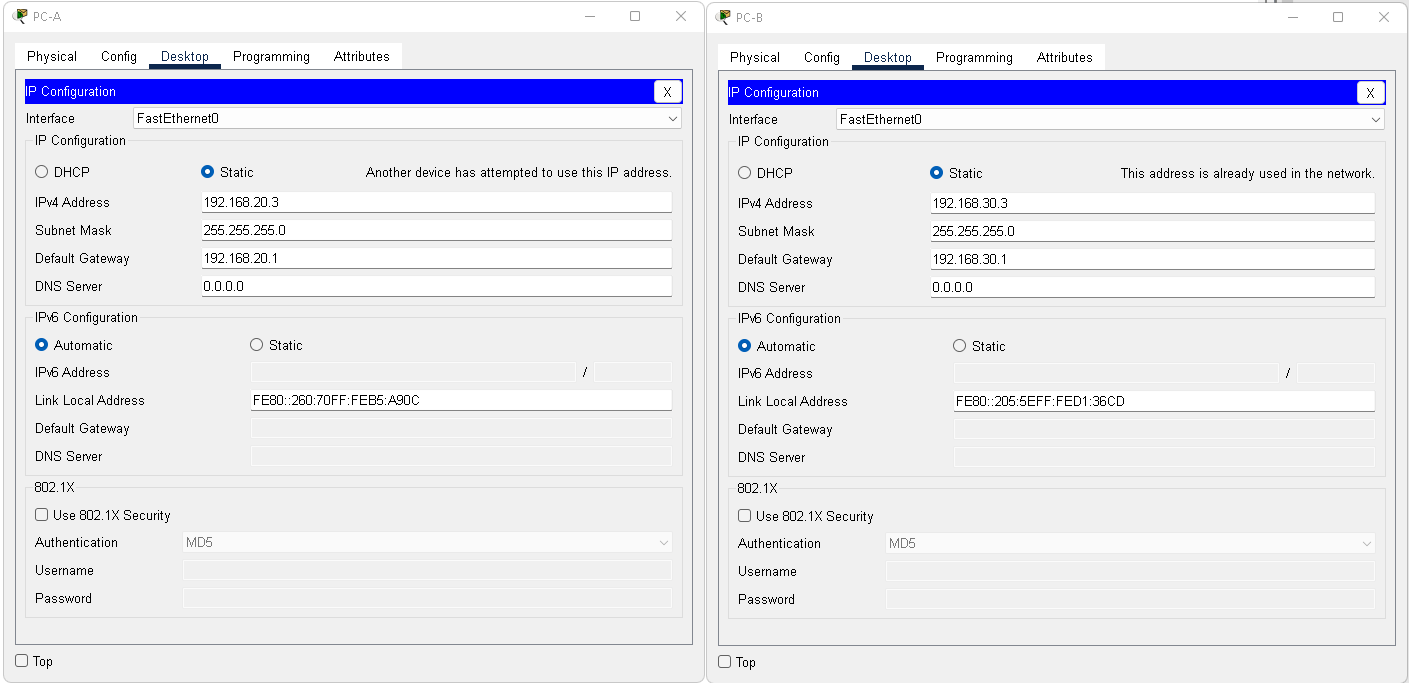 PC-A
Physical Config Desktop Programming Attributes
IP Configuration X
Interface FastEthernet0
IP Configuration
DHCP Static Another device has attempted to use this IP address.
IPv4 Address 192.168.20.3
Subnet Mask 255.255.255.0
Default Gateway 192.168.20.1
DNS Server 0.0.0.0
IPv6 Configuration
Automatic Static
IPv6 Address /
Link Local Address FE80::260:70FF:FEB5:A90C
Default Gateway
DNS Server
802.1X
Use 802.1X Security
Authentication MD5
Username
Password
Top
PC-B
Physical Config Desktop Programming Attributes
IP Configuration X
Interface FastEthernet0
IP Configuration
DHCP Static This address is already used in the network.
IPv4 Address 192.168.30.3
Subnet Mask 255.255.255.0
Default Gateway 192.168.30.1
DNS Server 0.0.0.0
IPv6 Configuration
Automatic Static
IPv6 Address /
Link Local Address FE80::205:5EFF:FED1:36CD
Default Gateway
DNS Server
802.1X
Use 802.1X Security
Authentication MD5
Username
Password
Top